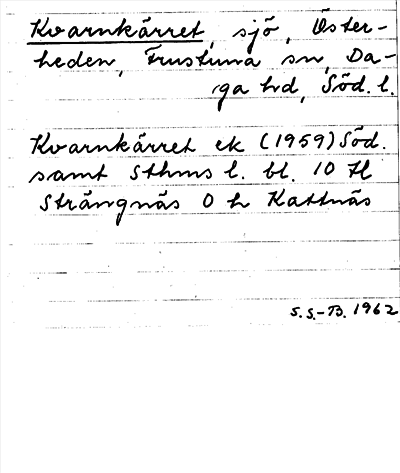 Kvarnkärret, sjö, Öster-
heden, Frustuna sn, Da-
ga hd, Söd. l.
Kvarnkärret ek (1959) Söd.
samt Sthms l. bl. 10 H
Strängnäs O h Kattnäs
S.S.-B. 1962